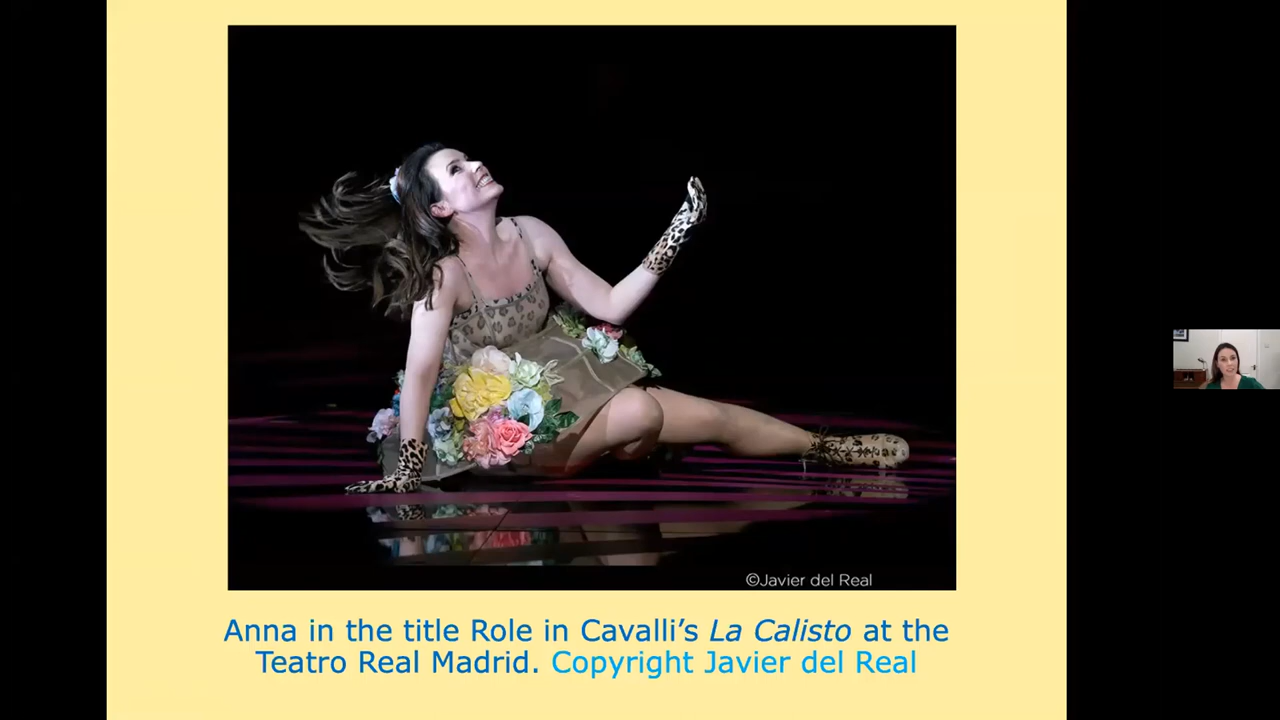 ©Javier del Real
Anna in the title Role in Cavalli's La Calisto at the
Teatro Real Madrid. Copyright Javier del Real